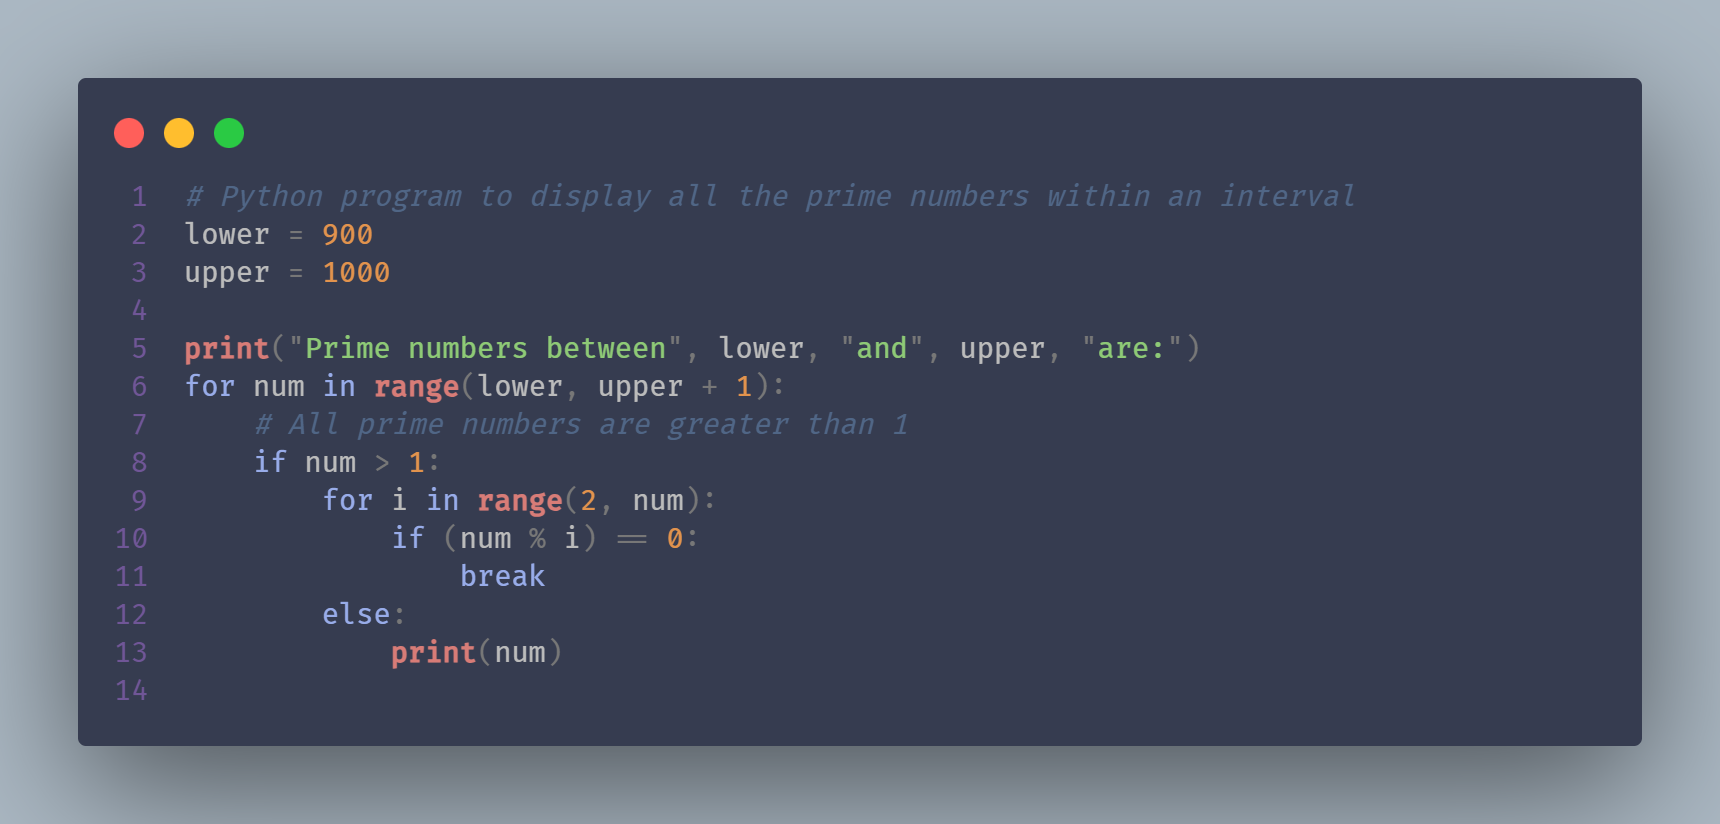 1 # Python program to display all the prime numbers within an interval
2 lower = 900
3 upper = 1000
4
5 print("Prime numbers between", lower, "and", upper, "are:")
6 for num in range(lower, upper + 1):
7     # All prime numbers are greater than 1
8     if num > 1:
9         for i in range(2, num):
10             if (num % i) == 0:
11                 break
12         else:
13             print(num)
14